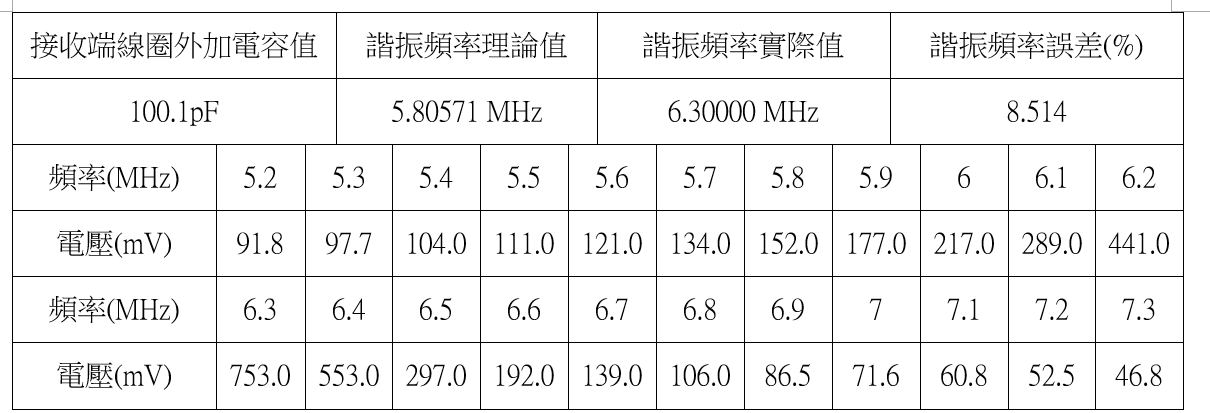 接收端線圈外加電容值 諧振頻率理論值 諧振頻率實際值 諧振頻率誤差(%)
100.1pF 5.80571 MHz 6.30000 MHz 8.514
頻率(MHz) 5.2 5.3 5.4 5.5 5.6 5.7 5.8 5.9 6 6.1 6.2
電壓(mV) 91.8 97.7 104.0 111.0 121.0 134.0 152.0 177.0 217.0 289.0 441.0
頻率(MHz) 6.3 6.4 6.5 6.6 6.7 6.8 6.9 7 7.1 7.2 7.3
電壓(mV) 753.0 553.0 297.0 192.0 139.0 106.0 86.5 71.6 60.8 52.5 46.8